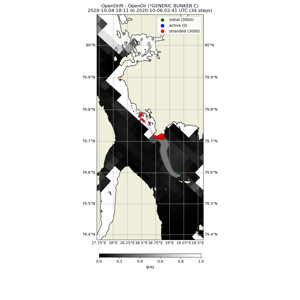 OpenDrift - OpenOil (*GENERIC BUNKER C)
2020-10-04 18:11 to 2020-10-06 02:41 UTC (34 steps)
initial (3000)
active (0)
stranded (3000)
80°N
79.9°N
79.8°N
79.7°N
79.6°N
79.5°N
79.4°N
80°N
79.9°N
79.8°N
79.7°N
79.6°N
79.5°N
79.4°N
17.75°E 18°E 18.25°E 18.5°E 18.75°E 19°E 19.25°E 19.5°E
0.0 0.2 0.4 0.6 0.8 1.0
gray